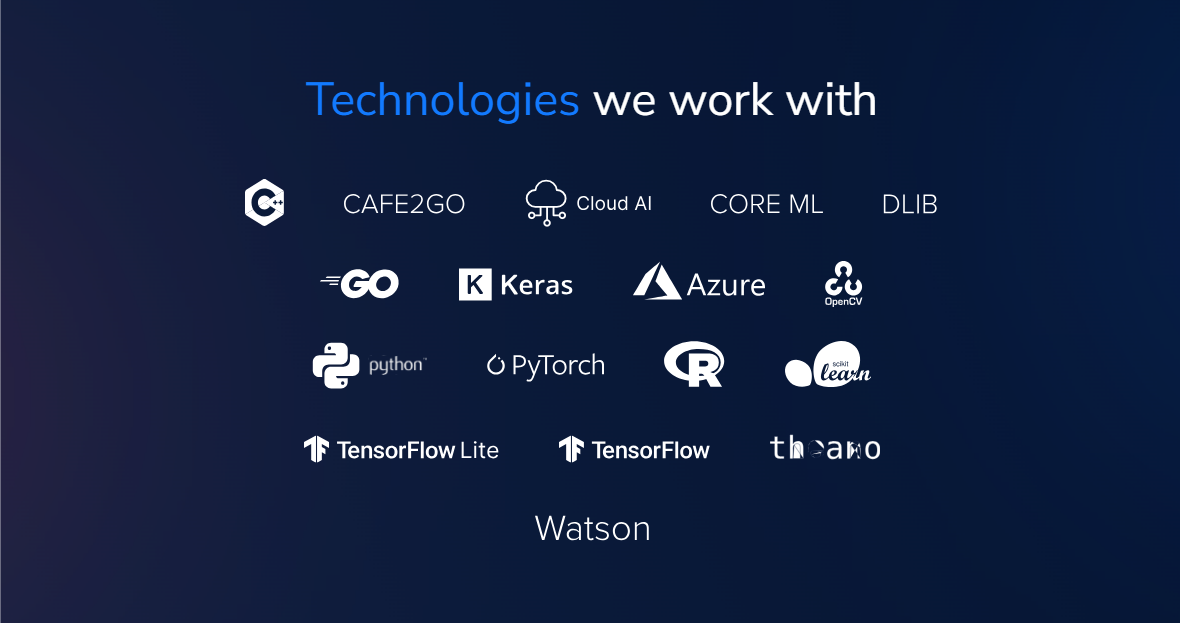 Technologies we work with
C++ CAFE2GO Cloud AI CORE ML DLIB
GO K Keras Azure OpenCV
python™ PyTorch R scikit learn
TensorFlow Lite TensorFlow theano
Watson